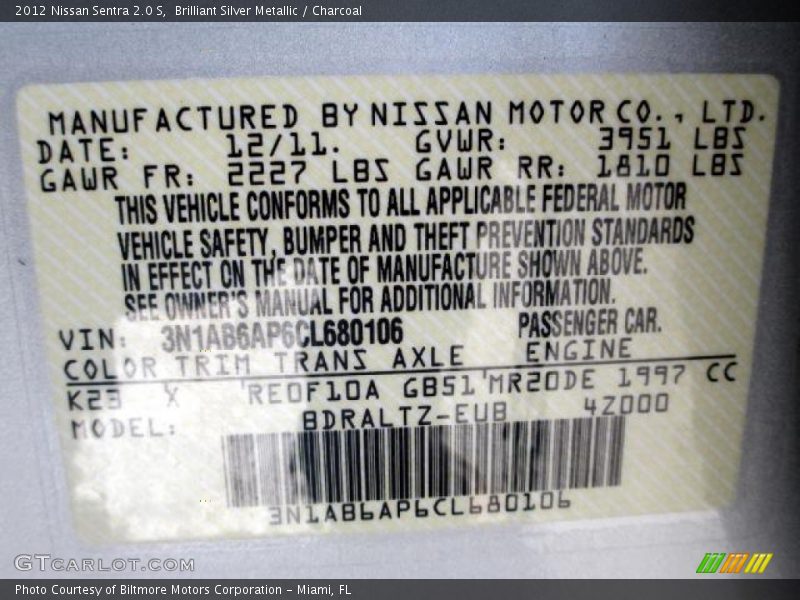 2012 Nissan Sentra 2.0 S,  Brilliant Silver Metallic / Charcoal
MANUFACTURED BY NISSAN MOTOR CO., LTD.
DATE: 12/11. GVWR: 3951 LBS
GAWR FR: 2227 LBS GAWR RR: 1810 LBS
THIS VEHICLE CONFORMS TO ALL APPLICABLE FEDERAL MOTOR
VEHICLE SAFETY, BUMPER AND THEFT PREVENTION STANDARDS
IN EFFECT ON THE DATE OF MANUFACTURE SHOWN ABOVE.
SEE OWNER'S MANUAL FOR ADDITIONAL INFORMATION.
VIN: 3N1AB6AP6CL680106 PASSENGER CAR.
COLOR TRIM TRANS AXLE ENGINE
K23 X RE0F10A GB51 MR20DE 1997 CC
MODEL: BDRALTZ-EUB 4Z000
3N1AB6AP6CL680106
GTCARLOT.COM
Photo Courtesy of Biltmore Motors Corporation - Miami, FL